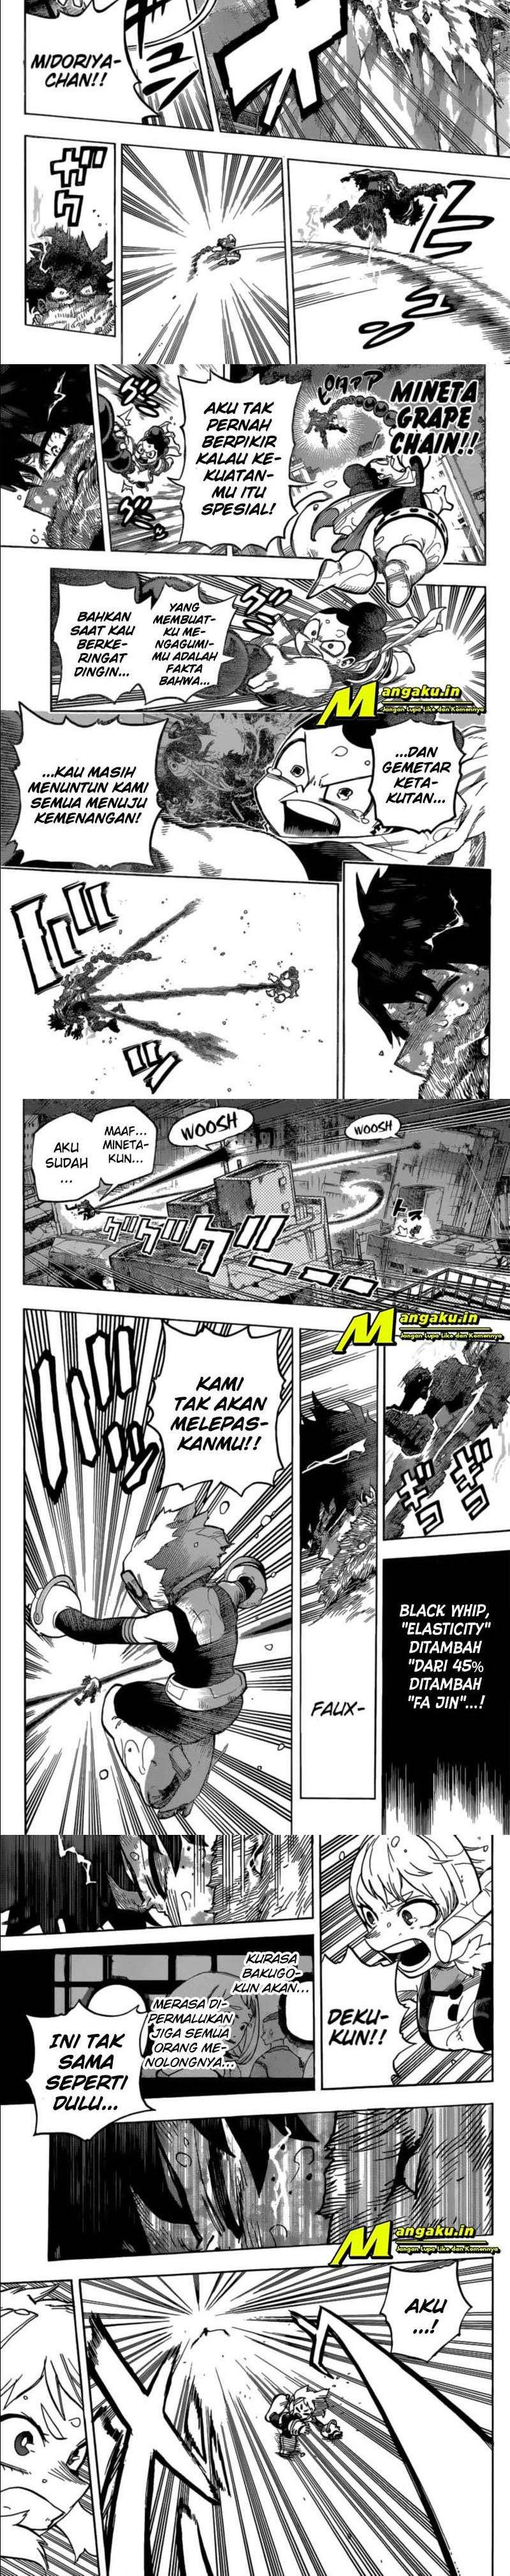 MIDORIYA-
CHAN!!
ガッ
MINETA
GRAPE
CHAIN!!
AKU TAK
PERNAH
BERPIKIR
KALAU KE-
KUATAN-
MU ITU
SPESIAL!
YANG
MEMBUAT-
KU ME-
NGAGUMI-
MU ADALAH
FAKTA
BAHWA...
BAHKAN
SAAT KAU
BERKE-
RINGAT
DINGIN...
Mangaku.in
Jangan Lupa Like dan Komennya
...DAN
GEMETAR
KETA-
KUTAN...
...KAU MASIH
MENUNTUN KAMI
SEMUA MENUJU
KEMENANGAN!
WOOSH
WOOSH
MAAF...
MINETA-
KUN...
AKU
SUDAH
...
Mangaku.in
Jangan Lupa Like dan Komennya
KAMI
TAK AKAN
MELEPAS-
KANMU!!
ギギ
BLACK WHIP,
"ELASTICITY"
DITAMBAH
"DARI 45%
DITAMBAH
"FA JIN"...!
FAUX-
DEKU-
KUN!!
KURASA
BAKUGO-
KUN AKAN...
MERASA DI-
PERMALUKAN
JIGA SEMUA
ORANG ME-
NOLONGNYA...
INI TAK
SAMA
SEPERTI
DULU...
Mangaku.in
Jangan Lupa Like dan Komennya
AKU
...!